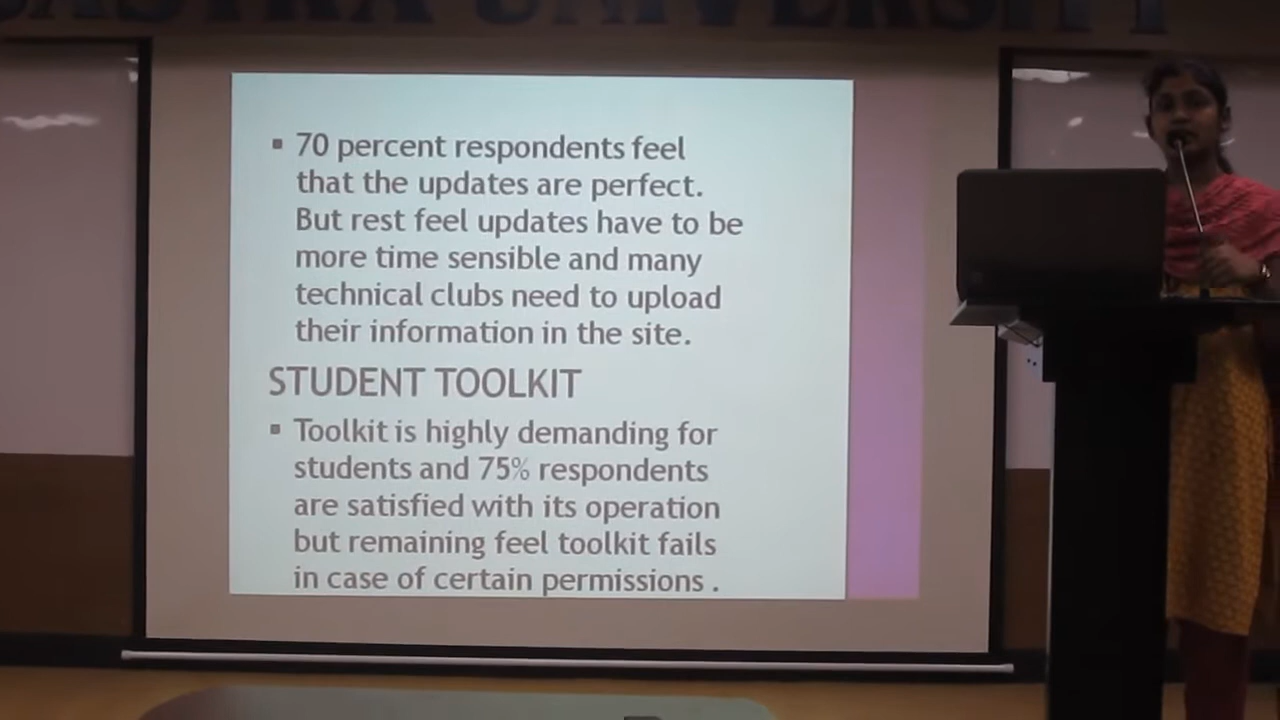 SASTRA UNIVERSITY
▪ 70 percent respondents feel
that the updates are perfect.
But rest feel updates have to be
more time sensible and many
technical clubs need to upload
their information in the site.
STUDENT TOOLKIT
▪ Toolkit is highly demanding for
students and 75% respondents
are satisfied with its operation
but remaining feel toolkit fails
in case of certain permissions .